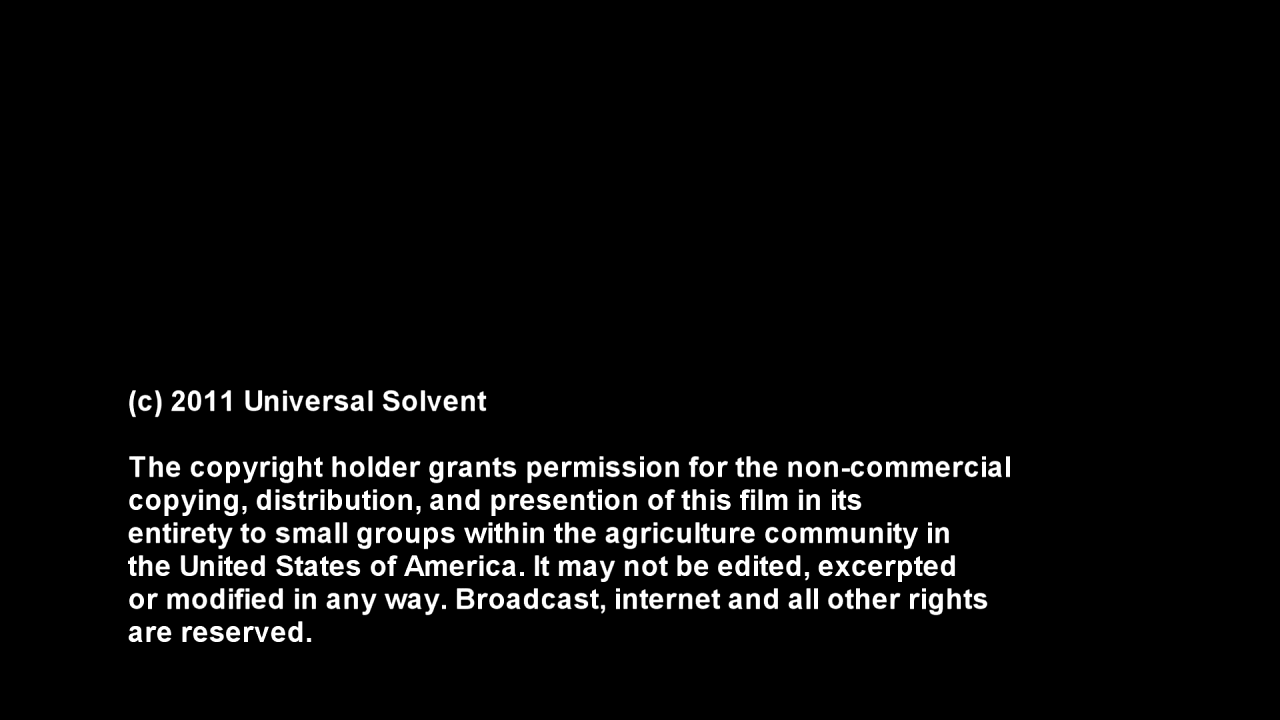 (c) 2011 Universal Solvent
The copyright holder grants permission for the non-commercial
copying, distribution, and presention of this film in its
entirety to small groups within the agriculture community in
the United States of America. It may not be edited, excerpted
or modified in any way. Broadcast, internet and all other rights
are reserved.